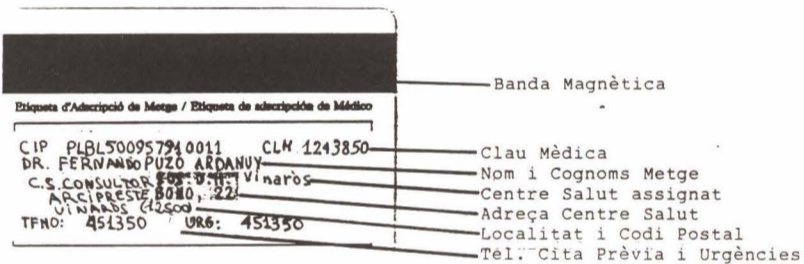 Banda Magnètica
Etiqueta d'Adscripció de Metge / Etiqueta de adscripción de Médico
CIP PLBL500957910011 CLM 1243850
DR. FERNANDO PUZO ARDANUY
C.S. CONSULTOR Vinaròs
ARCIPRESTE BONO, 22
VINARÒS (12500)
TFNO: 451350 URG: 451350
Clau Mèdica
Nom i Cognoms Metge
Centre Salut assignat
Adreça Centre Salut
Localitat i Codi Postal
Tel. Cita Prèvia i Urgències